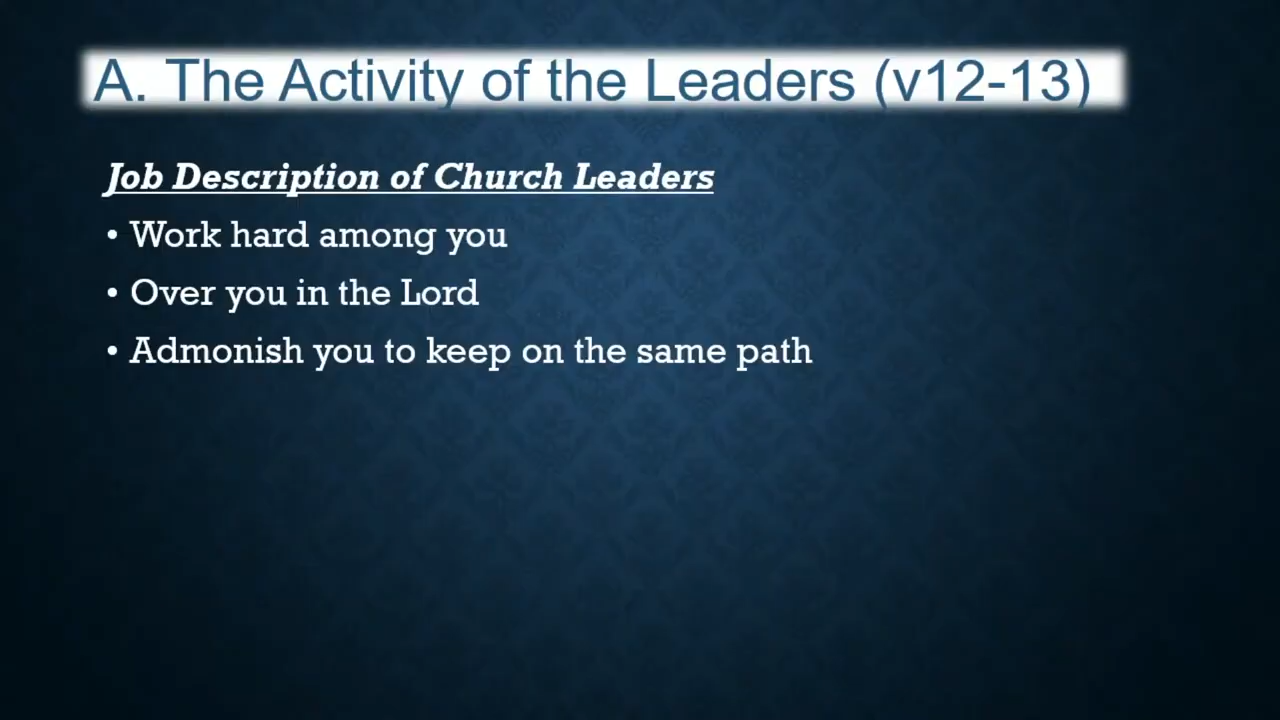 A. The Activity of the Leaders (v12-13)
Job Description of Church Leaders
• Work hard among you
• Over you in the Lord
• Admonish you to keep on the same path